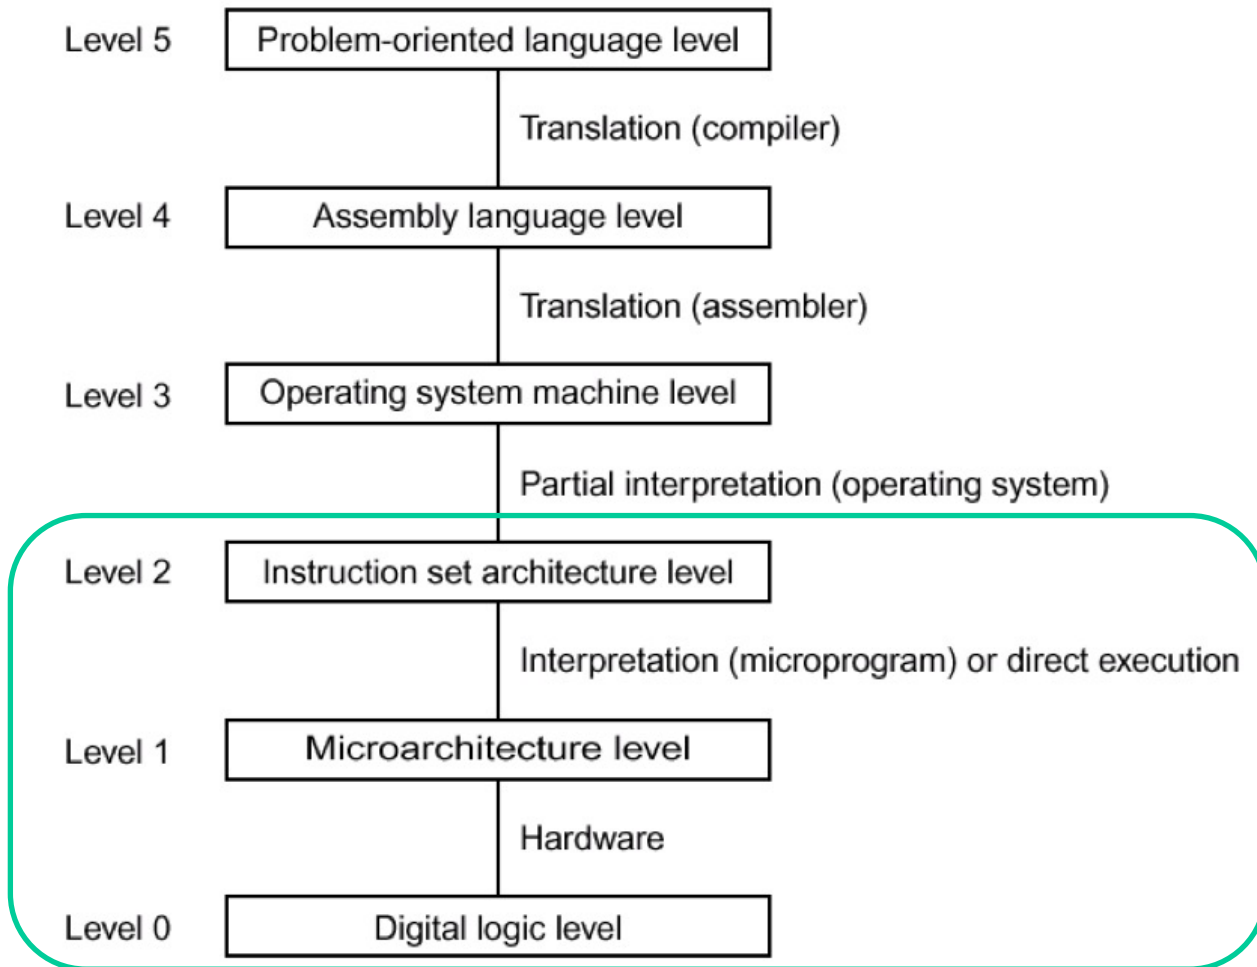 Level 5 Problem-oriented language level
Translation (compiler)
Level 4 Assembly language level
Translation (assembler)
Level 3 Operating system machine level
Partial interpretation (operating system)
Level 2 Instruction set architecture level
Interpretation (microprogram) or direct execution
Level 1 Microarchitecture level
Hardware
Level 0 Digital logic level